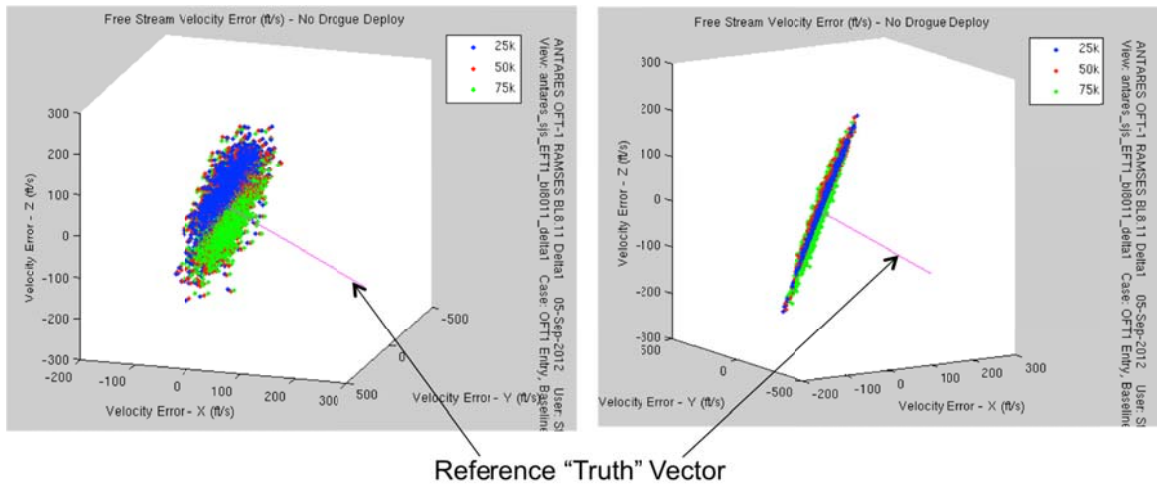 Free Stream Velocity Error (ft/s) - No Drogue Deploy
25k
50k
75k
300
200
100
0
-100
-200
-300
Velocity Error - Z (ft/s)
-200
-100
0
100
200
300
Velocity Error - X (ft/s)
500
0
-500
Velocity Error - Y (ft/s)
ANTARES OFT-1 RAMSES BL8.11 Delta1 05-Sep-2012 User: St
View: antares_sjs_EFT1_bl8011_delta1 Case: OFT1 Entry, Baseline
Free Stream Velocity Error (ft/s) - No Drogue Deploy
25k
50k
75k
300
200
100
0
-100
-200
-300
Velocity Error - Z (ft/s)
500
0
-500
Velocity Error - Y (ft/s)
-200
-100
0
100
200
300
Velocity Error - X (ft/s)
ANTARES OFT-1 RAMSES BL8.11 Delta1 05-Sep-2012 User: St
View: antares_sjs_EFT1_bl8011_delta1 Case: OFT1 Entry, Baseline
Reference “Truth” Vector